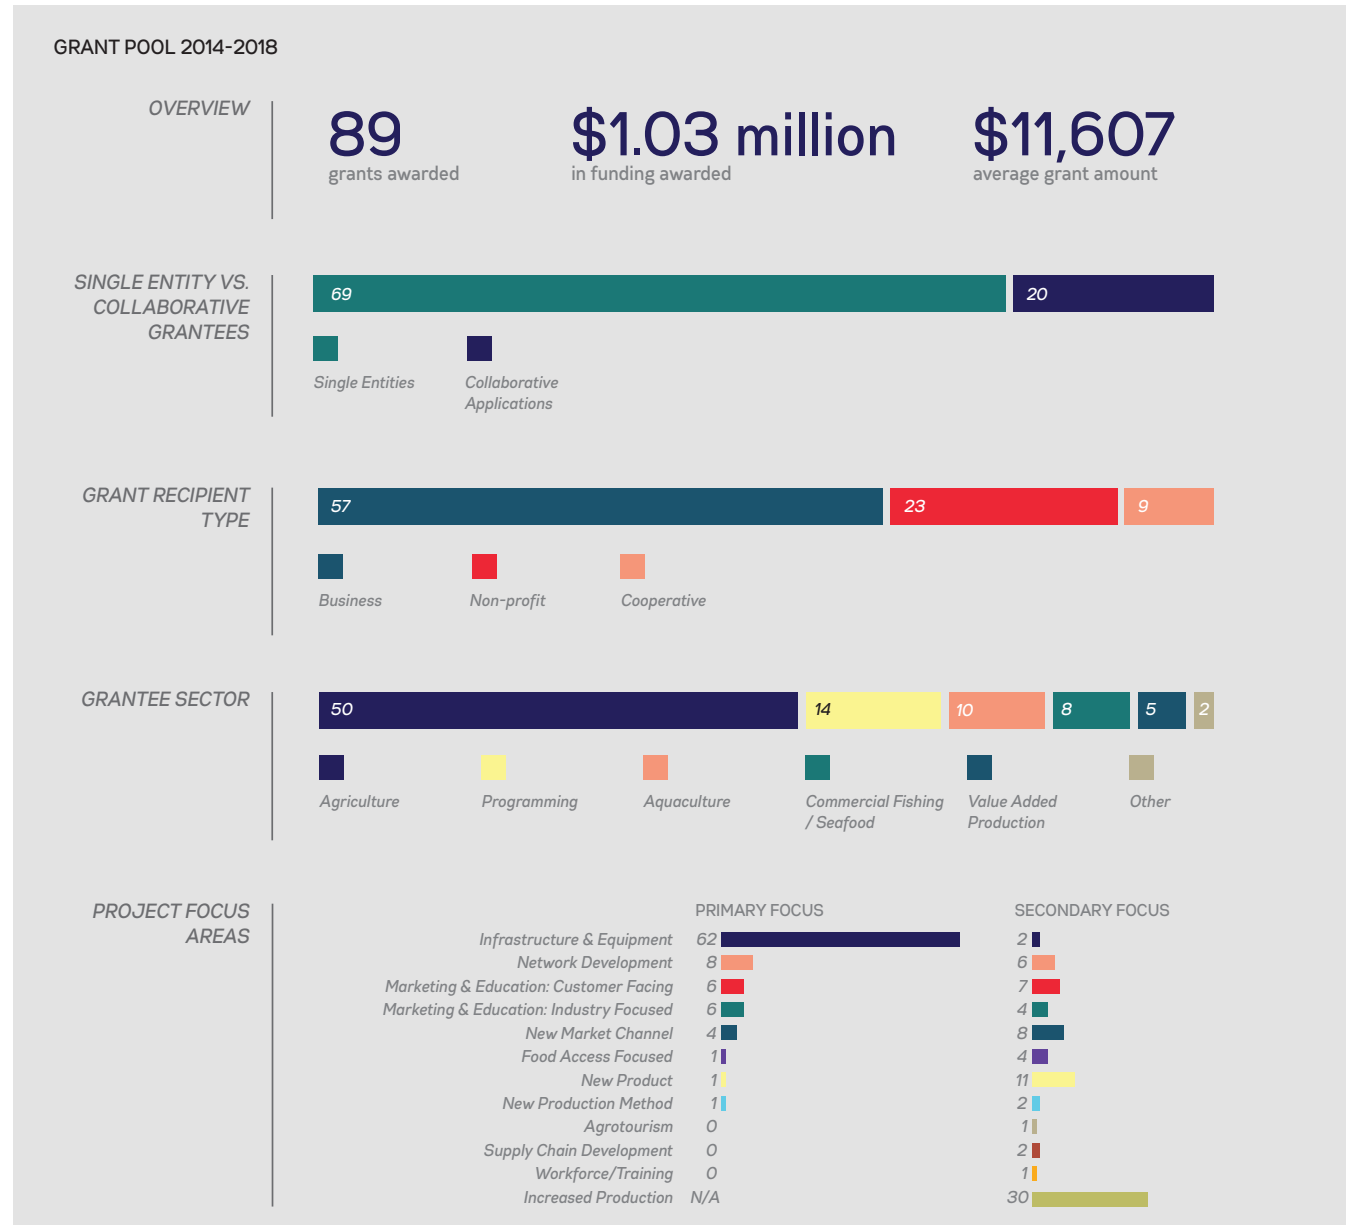 GRANT POOL 2014-2018
OVERVIEW
89
grants awarded
$1.03 million
in funding awarded
$11,607
average grant amount
SINGLE ENTITY VS.
COLLABORATIVE
GRANTEES
69
20
Single Entities
Collaborative
Applications
GRANT RECIPIENT
TYPE
57
23
9
Business
Non-profit
Cooperative
GRANTEE SECTOR
50
14
10
8
5
2
Agriculture
Programming
Aquaculture
Commercial Fishing
/ Seafood
Value Added
Production
Other
PROJECT FOCUS
AREAS
PRIMARY FOCUS
SECONDARY FOCUS
Infrastructure & Equipment 62 2
Network Development 8 6
Marketing & Education: Customer Facing 6 7
Marketing & Education: Industry Focused 6 4
New Market Channel 4 8
Food Access Focused 1 4
New Product 1 11
New Production Method 1 2
Agrotourism 0 1
Supply Chain Development 0 2
Workforce/Training 0 1
Increased Production N/A 30